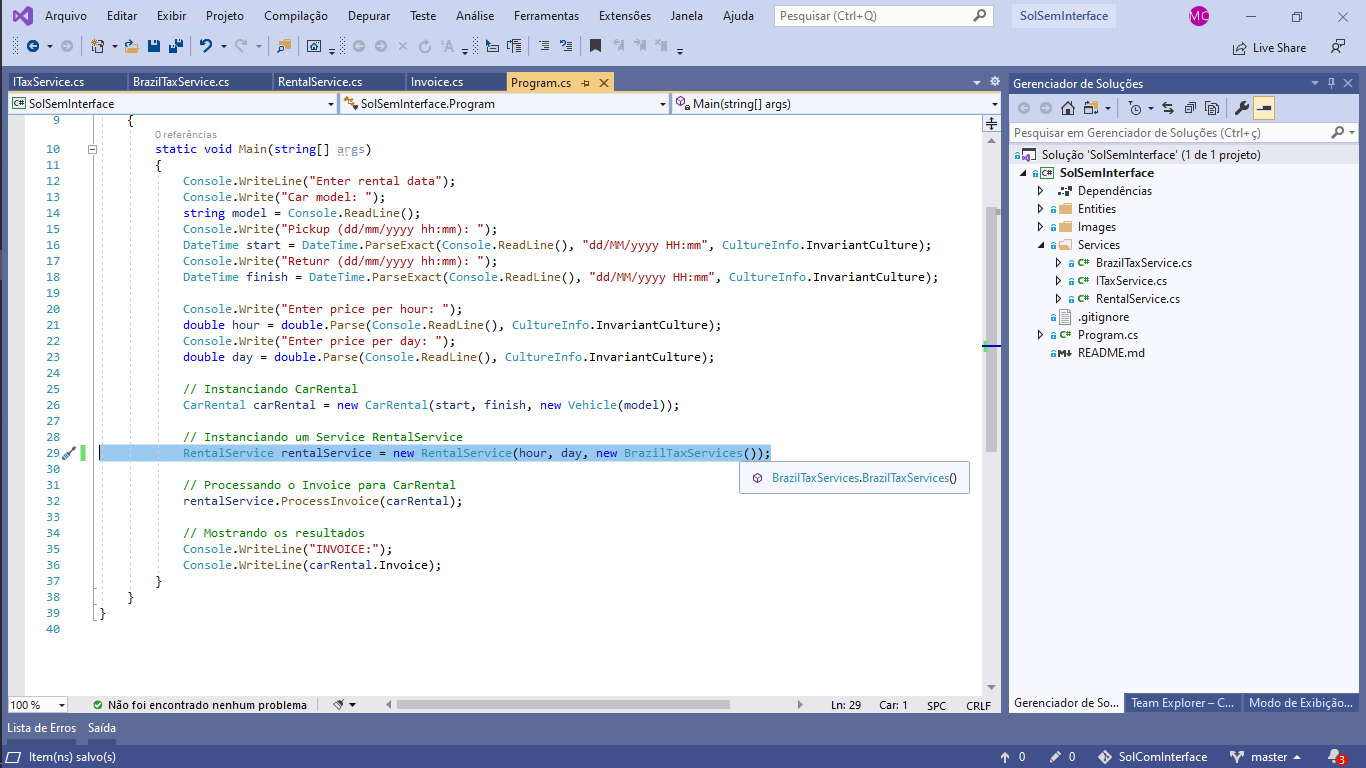 Arquivo Editar Exibir Projeto Compilação Depurar Teste Análise Ferramentas Extensões Janela Ajuda Pesquisar (Ctrl+Q) SolSemInterface MC
Live Share
ITaxService.cs BrazilTaxService.cs RentalService.cs Invoice.cs Program.cs
SolSemInterface SolSemInterface.Program Main(string[] args)
9 {
0 referências
10 static void Main(string[] args)
11 {
12 Console.WriteLine("Enter rental data");
13 Console.Write("Car model: ");
14 string model = Console.ReadLine();
15 Console.Write("Pickup (dd/mm/yyyy hh:mm): ");
16 DateTime start = DateTime.ParseExact(Console.ReadLine(), "dd/MM/yyyy HH:mm", CultureInfo.InvariantCulture);
17 Console.Write("Retunr (dd/mm/yyyy hh:mm): ");
18 DateTime finish = DateTime.ParseExact(Console.ReadLine(), "dd/MM/yyyy HH:mm", CultureInfo.InvariantCulture);
19
20 Console.Write("Enter price per hour: ");
21 double hour = double.Parse(Console.ReadLine(), CultureInfo.InvariantCulture);
22 Console.Write("Enter price per day: ");
23 double day = double.Parse(Console.ReadLine(), CultureInfo.InvariantCulture);
24
25 // Instanciando CarRental
26 CarRental carRental = new CarRental(start, finish, new Vehicle(model));
27
28 // Instanciando um Service RentalService
29 RentalService rentalService = new RentalService(hour, day, new BrazilTaxServices());
30
BrazilTaxServices.BrazilTaxServices()
31 // Processando o Invoice para CarRental
32 rentalService.ProcessInvoice(carRental);
33
34 // Mostrando os resultados
35 Console.WriteLine("INVOICE:");
36 Console.WriteLine(carRental.Invoice);
37 }
38 }
39 }
40
100 % Não foi encontrado nenhum problema Ln: 29 Car: 1 SPC CRLF
Gerenciador de Soluções
Pesquisar em Gerenciador de Soluções (Ctrl+ç)
Solução 'SolSemInterface' (1 de 1 projeto)
C# SolSemInterface
Dependências
Entities
Images
Services
C# BrazilTaxService.cs
C# ITaxService.cs
C# RentalService.cs
.gitignore
C# Program.cs
README.md
Gerenciador de So... Team Explorer – C... Modo de Exibição...
Lista de Erros Saída
Item(ns) salvo(s) 0 0 SolComInterface master 3